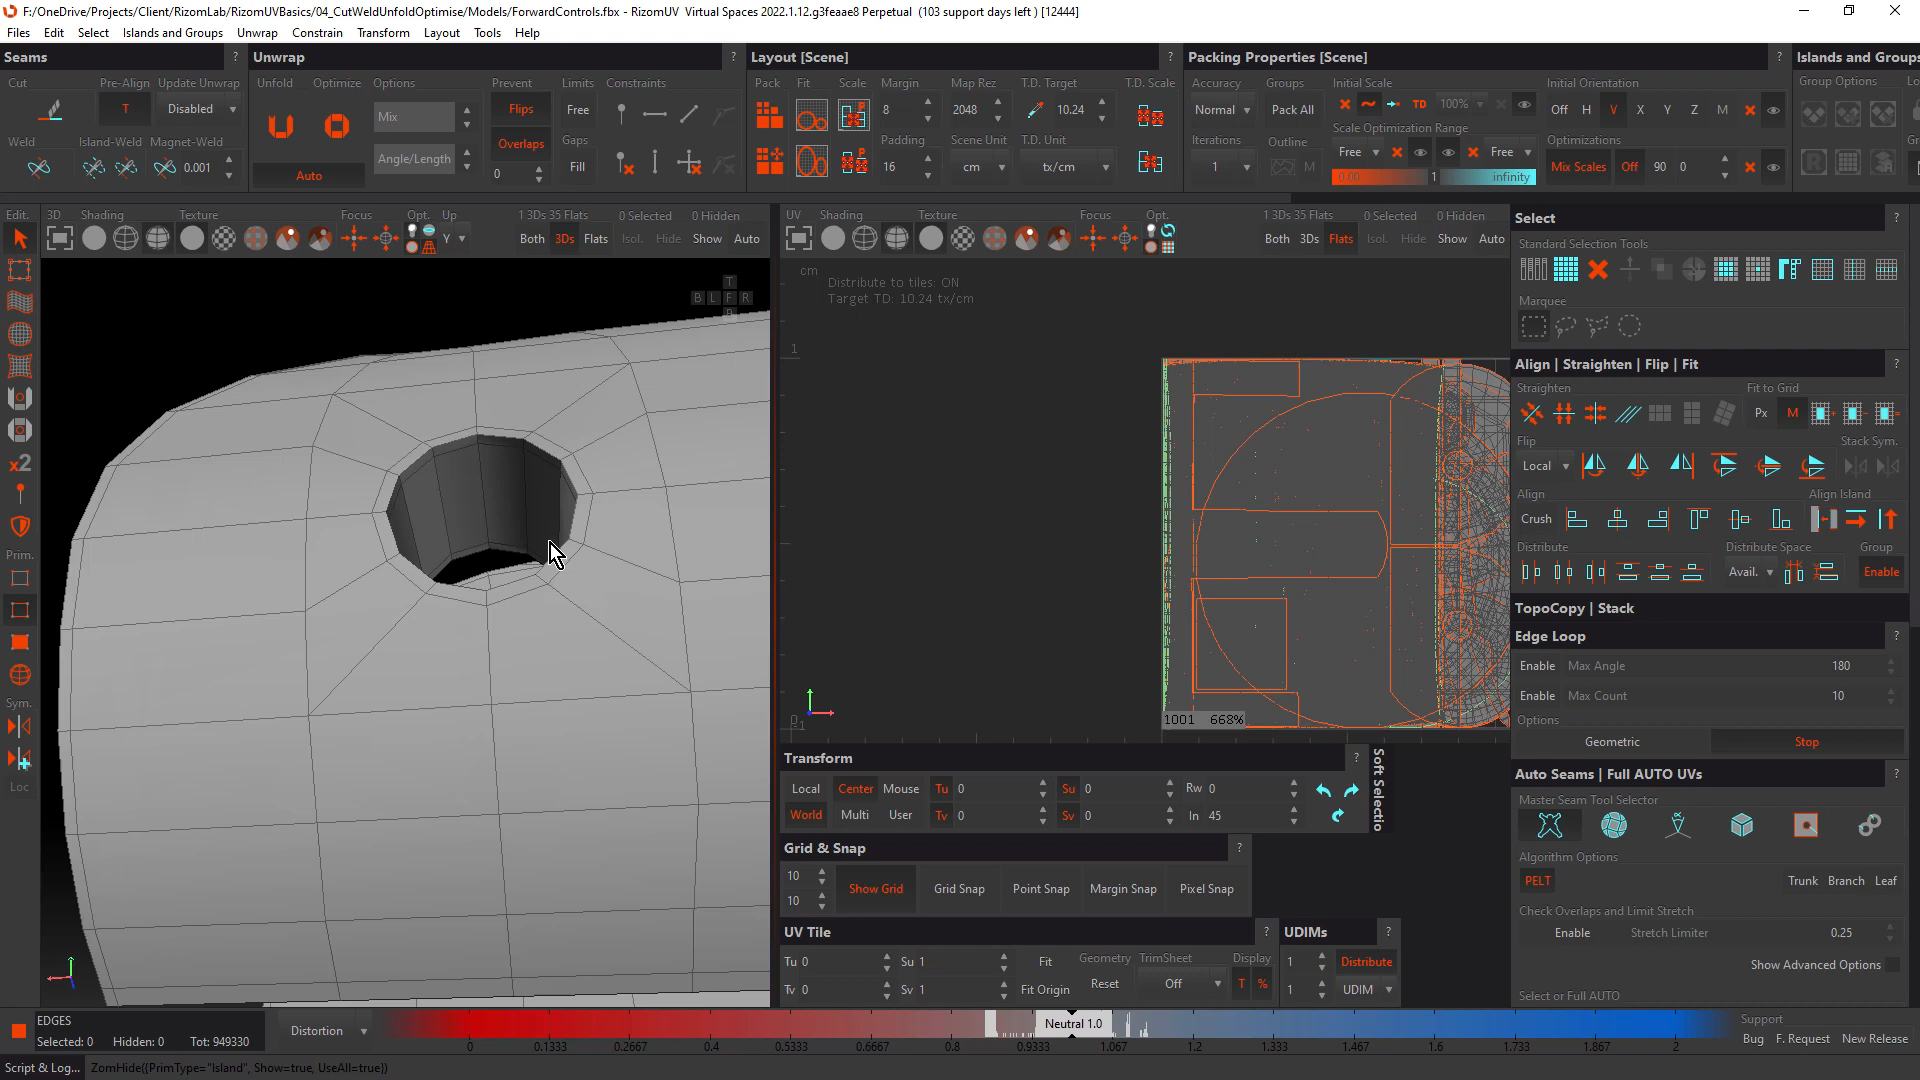 F:/OneDrive/Projects/Client/RizomLab/RizomUVBasics/04_CutWeldUnfoldOptimise/Models/ForwardControls.fbx - RizomUV Virtual Spaces 2022.1.12.g3feaae8 Perpetual (103 support days left ) [12444]
Files Edit Select Islands and Groups Unwrap Constrain Transform Layout Tools Help
Seams ? Unwrap ? Layout [Scene] ? Packing Properties [Scene] ? Islands and Groups
Cut Pre-Align Update Unwrap Unfold Optimize Options Prevent Limits Constraints Pack Fit Scale Margin Map Rez T.D. Target T.D. Scale Accuracy Groups Initial Scale Initial Orientation Group Options
T Disabled Mix Flips Free 8 2048 10.24 Normal Pack All TD 100% Off H V X Y Z M
Weld Island-Weld Magnet-Weld Overlaps Gaps Padding Scene Unit T.D. Unit Iterations Outline Scale Optimization Range Optimizations
0.001 Auto Angle/Length 0 Fill 16 cm tx/cm 1 M Free Free Mix Scales Off 90 0
0.00 1 infinity
Edit. 3D Shading Texture Focus Opt. Up 1 3Ds 35 Flats 0 Selected 0 Hidden
Y Both 3Ds Flats Isol. Hide Show Auto
UV Shading Texture Focus Opt. 1 3Ds 35 Flats 0 Selected 0 Hidden
Both 3Ds Flats Isol. Hide Show Auto
T
B L F R
x2
Prim.
Sym.
Loc
cm
Distribute to tiles: ON
Target TD: 10.24 tx/cm
1
1001 668%
Select ?
Standard Selection Tools
Marquee
Align | Straighten | Flip | Fit ?
Straighten Fit to Grid
Px M
Flip Stack Sym.
Local
Align Align Island
Crush
Distribute Distribute Space Group
Avail. Enable
TopoCopy | Stack
Edge Loop ?
Enable Max Angle 180
Enable Max Count 10
Options
Geometric Stop
Auto Seams | Full AUTO UVs ?
Master Seam Tool Selector
Algorithm Options
PELT Trunk Branch Leaf
Check Overlaps and Limit Stretch
Enable Stretch Limiter 0.25
Show Advanced Options
Select or Full AUTO
Transform ? Soft Selectio
Local Center Mouse Tu 0 Su 0 Rw 0
World Multi User Tv 0 Sv 0 In 45
Grid & Snap ?
10 Show Grid Grid Snap Point Snap Margin Snap Pixel Snap
10
UV Tile ? UDIMs ?
Tu 0 Su 1 Fit Geometry TrimSheet Display 1 Distribute
Tv 0 Sv 1 Fit Origin Reset Off T % 1 UDIM
EDGES
Selected: 0 Hidden: 0 Tot: 949330
Distortion Neutral 1.0
0 0.1333 0.2667 0.4 0.5333 0.6667 0.8 0.9333 1.067 1.2 1.333 1.467 1.6 1.733 1.867 2
Support
Bug F. Request New Release
Script & Log... ZomHide({PrimType="Island", Show=true, UseAll=true})